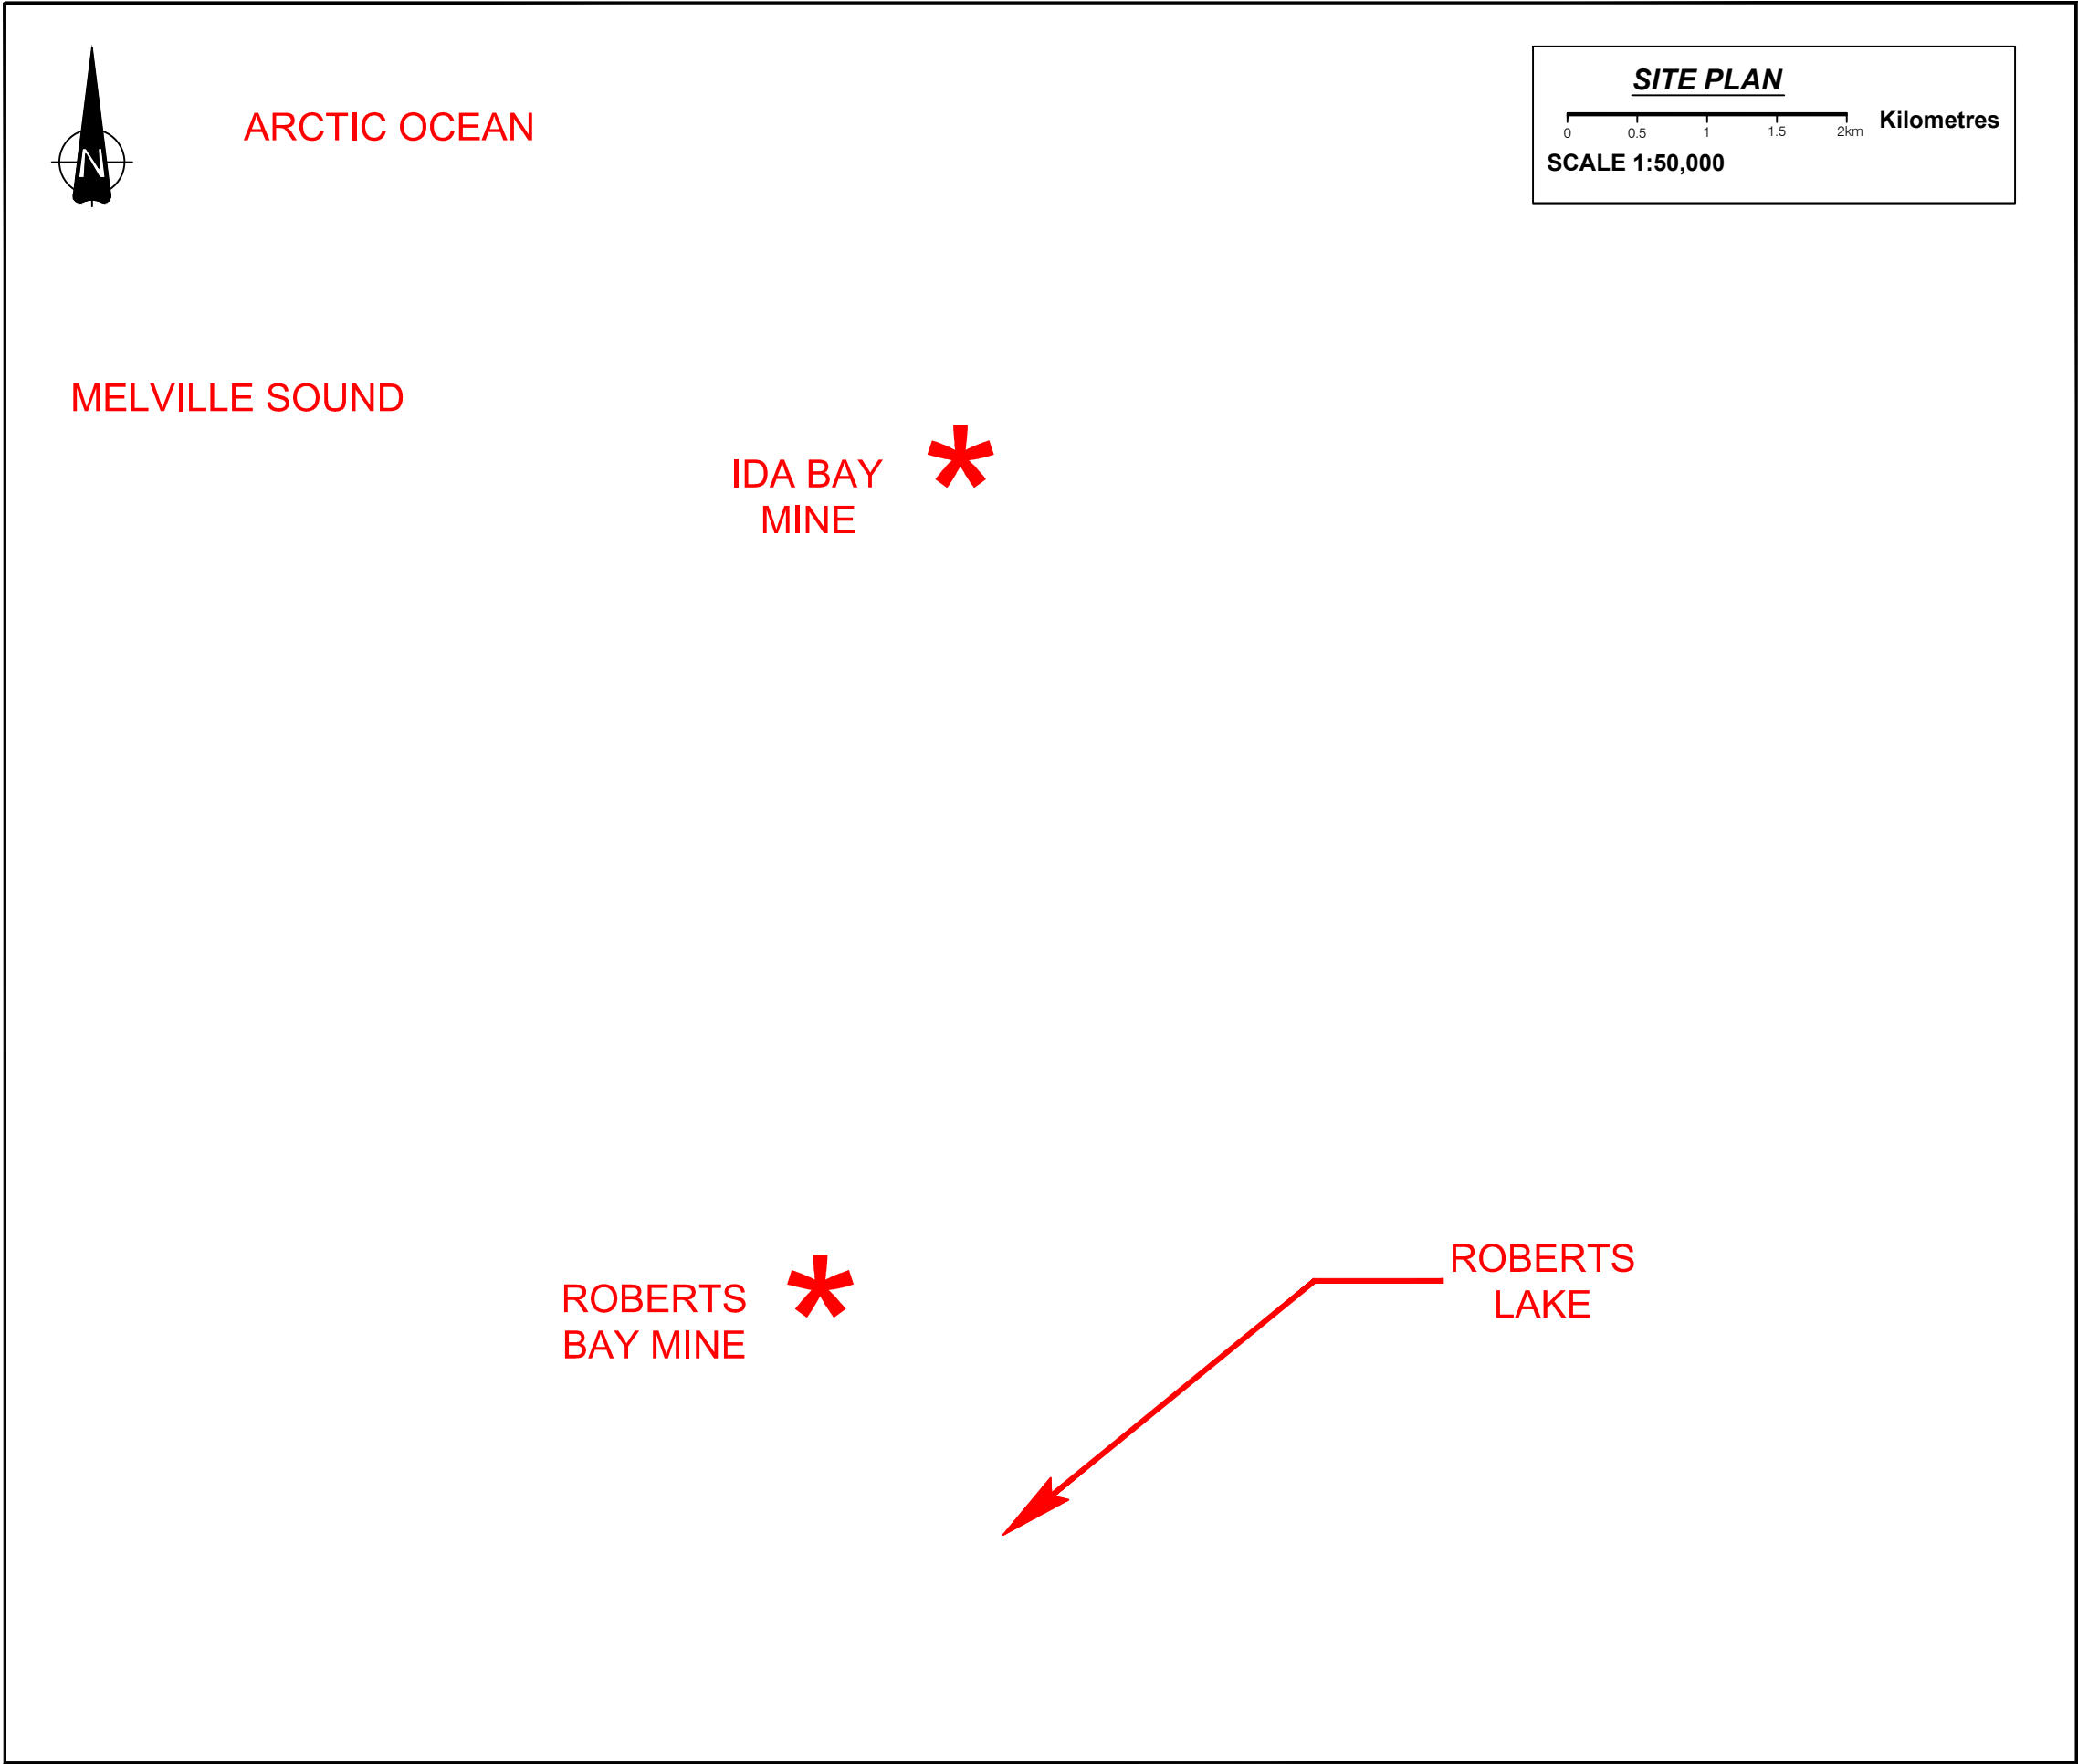 N
ARCTIC OCEAN
SITE PLAN
0 0.5 1 1.5 2km Kilometres
SCALE 1:50,000
MELVILLE SOUND
IDA BAY
MINE
ROBERTS
BAY MINE
ROBERTS
LAKE